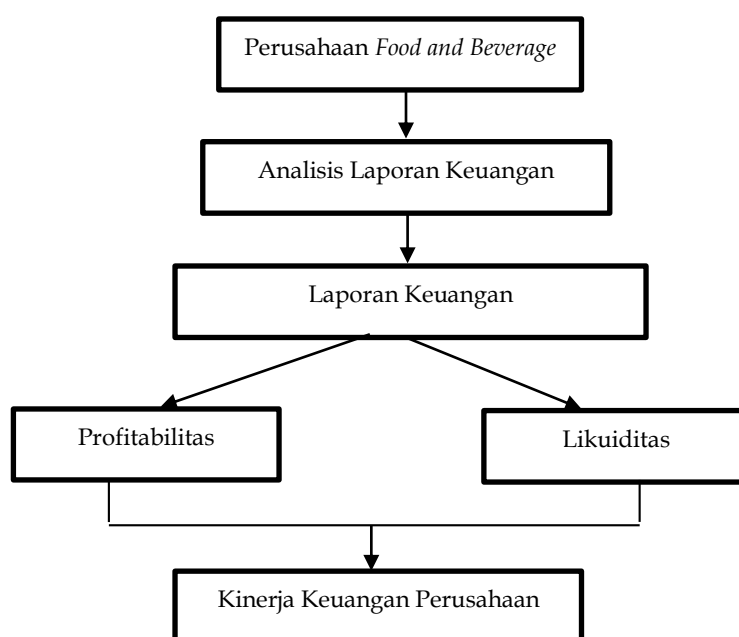 Perusahaan Food and Beverage
Analisis Laporan Keuangan
Laporan Keuangan
Profitabilitas
Likuiditas
Kinerja Keuangan Perusahaan